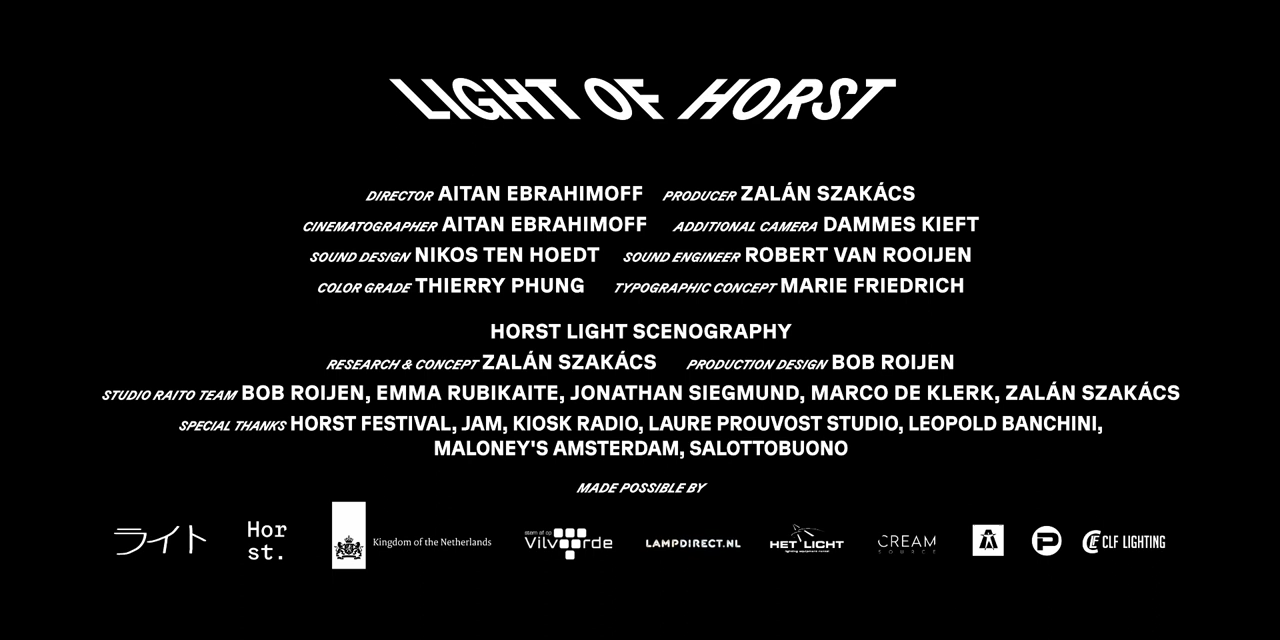 LIGHT OF HORST
DIRECTOR AITAN EBRAHIMOFF PRODUCER ZALÁN SZAKÁCS
CINEMATOGRAPHER AITAN EBRAHIMOFF ADDITIONAL CAMERA DAMMES KIEFT
SOUND DESIGN NIKOS TEN HOEDT SOUND ENGINEER ROBERT VAN ROOIJEN
COLOR GRADE THIERRY PHUNG TYPOGRAPHIC CONCEPT MARIE FRIEDRICH
HORST LIGHT SCENOGRAPHY
RESEARCH & CONCEPT ZALÁN SZAKÁCS PRODUCTION DESIGN BOB ROIJEN
STUDIO RAITO TEAM BOB ROIJEN, EMMA RUBIKAITE, JONATHAN SIEGMUND, MARCO DE KLERK, ZALÁN SZAKÁCS
SPECIAL THANKS HORST FESTIVAL, JAM, KIOSK RADIO, LAURE PROUVOST STUDIO, LEOPOLD BANCHINI,
MALONEY'S AMSTERDAM, SALOTTOBUONO
MADE POSSIBLE BY
ライト
Hor
st.
Kingdom of the Netherlands
Vilvoorde
LAMPDIRECT.NL
HET LICHT
lighting equipment rental
CREAM
SOURCE
P
CLF LIGHTING